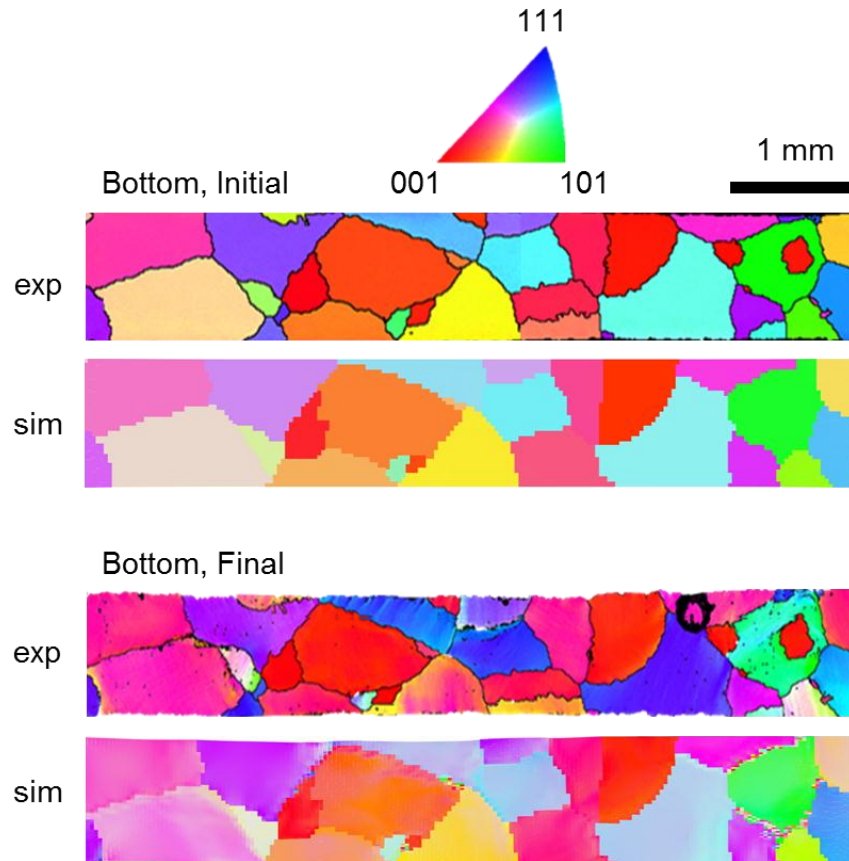 111
1 mm
Bottom, Initial 001 101
exp
sim
Bottom, Final
exp
sim